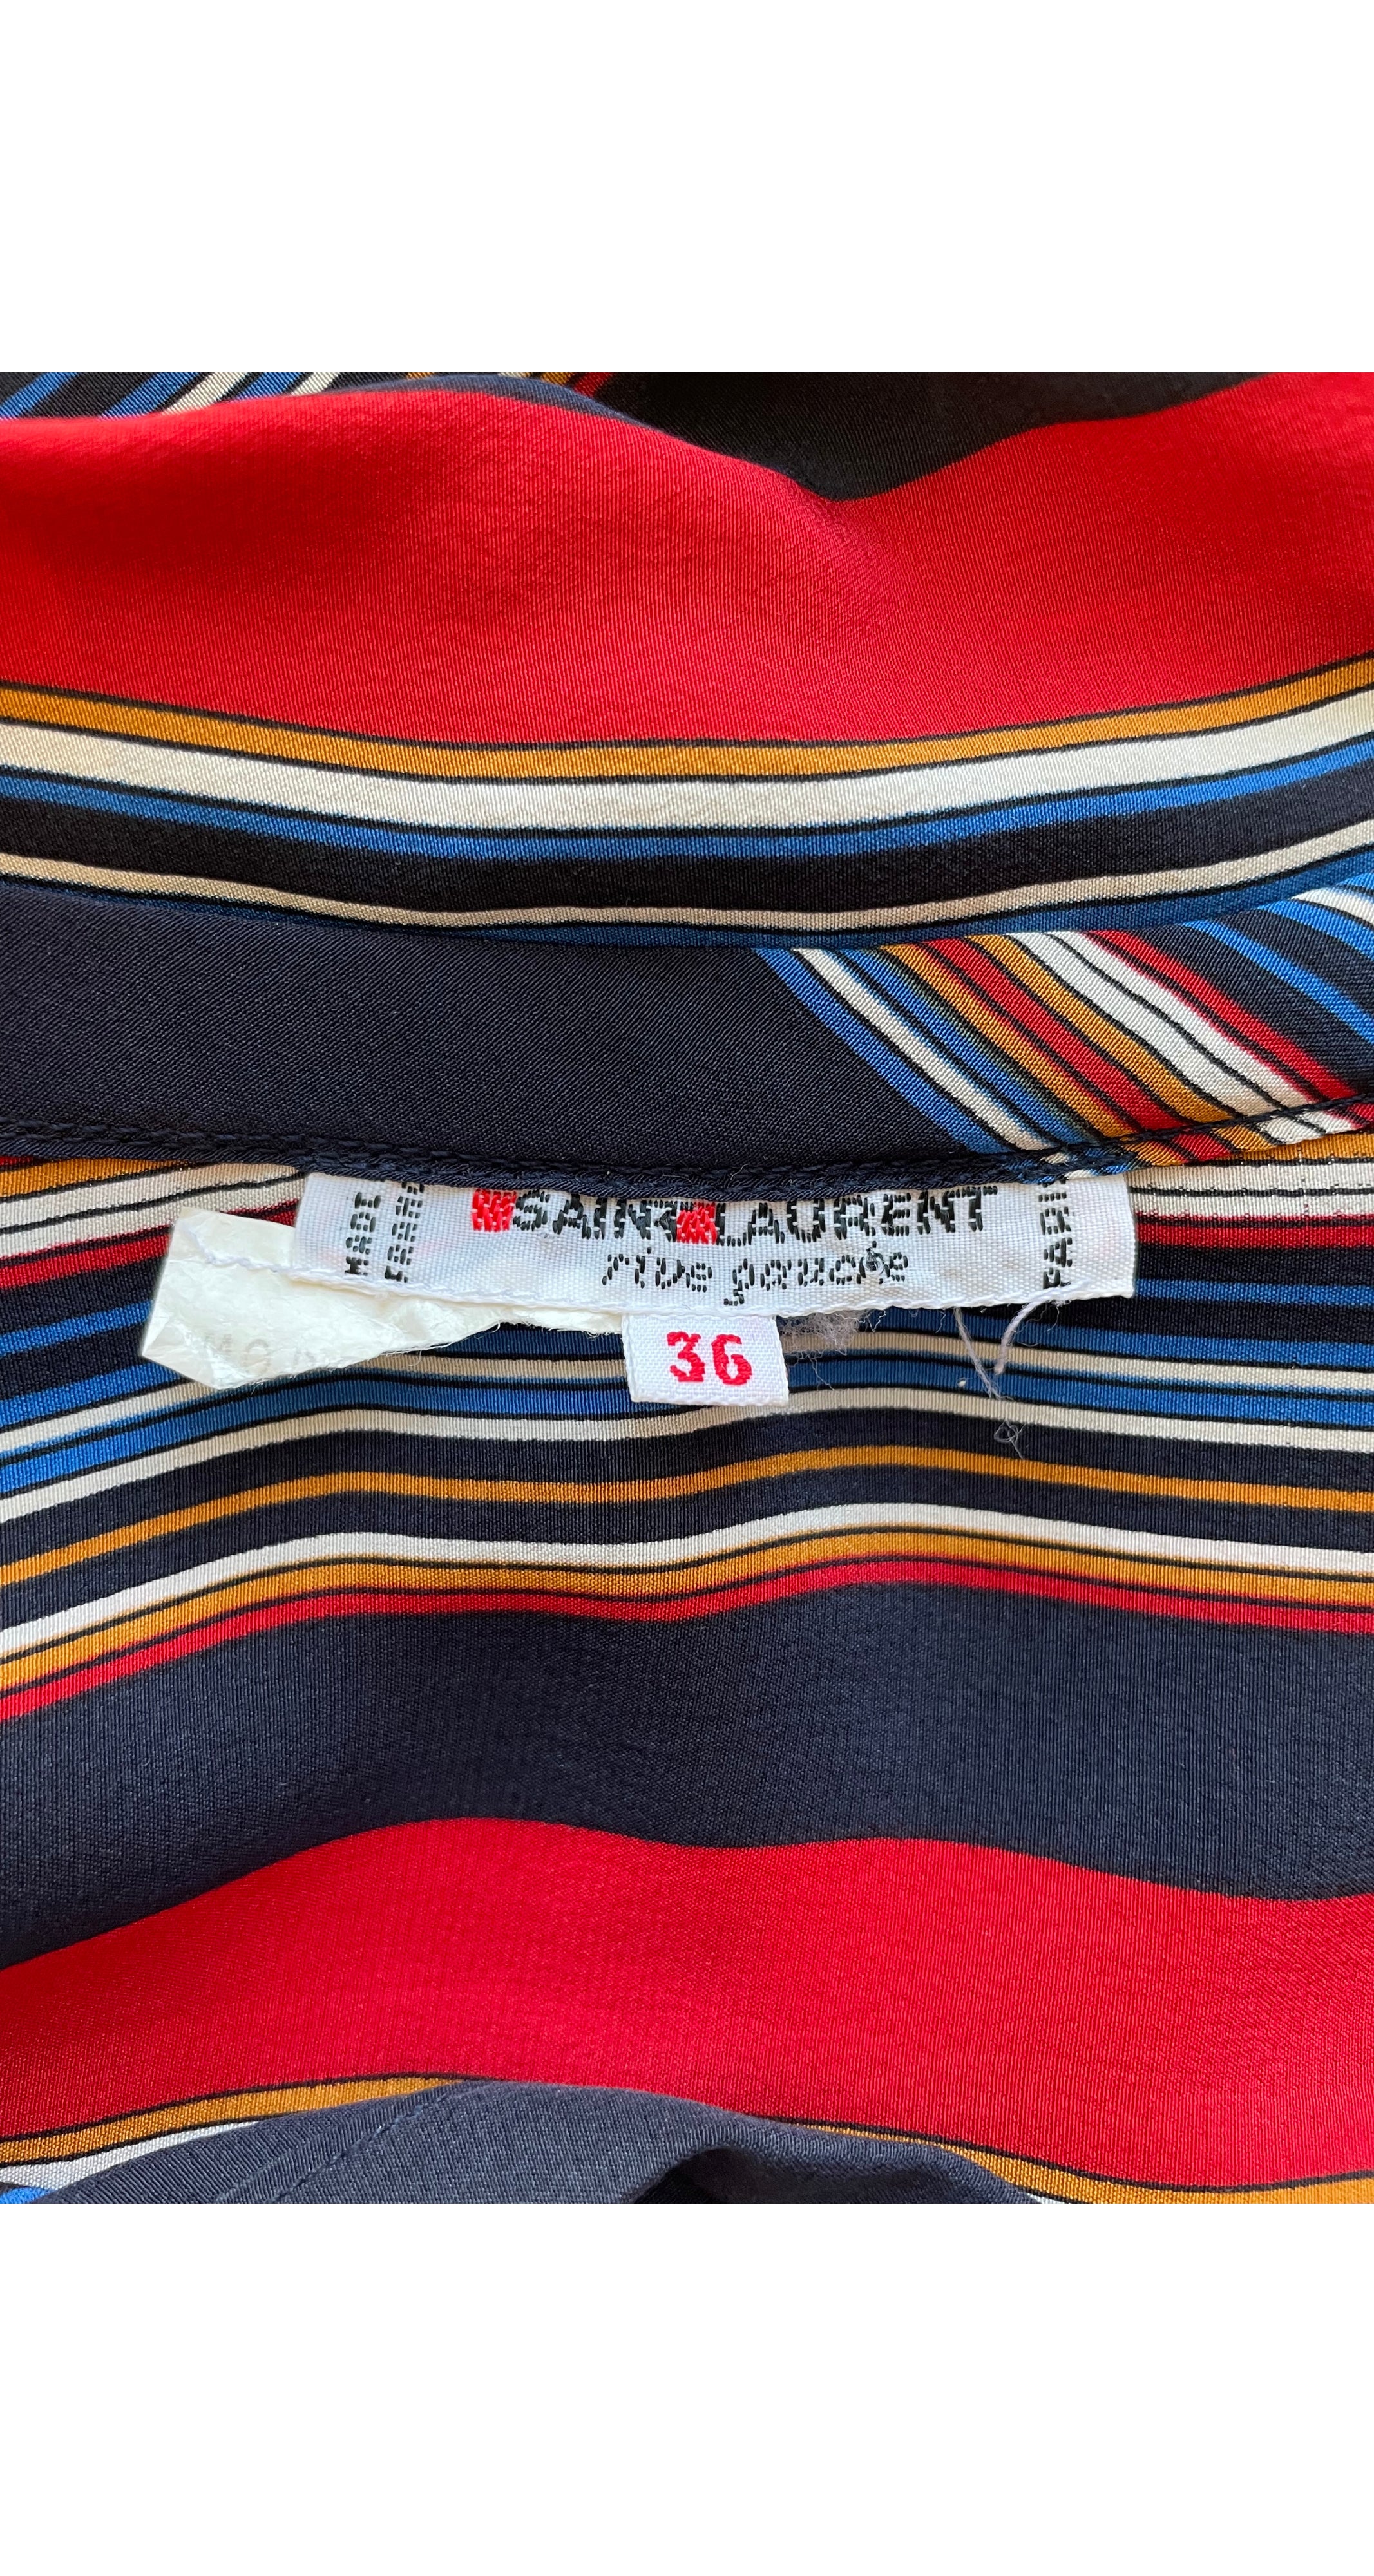 SAINT LAURENT
rive gauche
MADE
PARIS
36